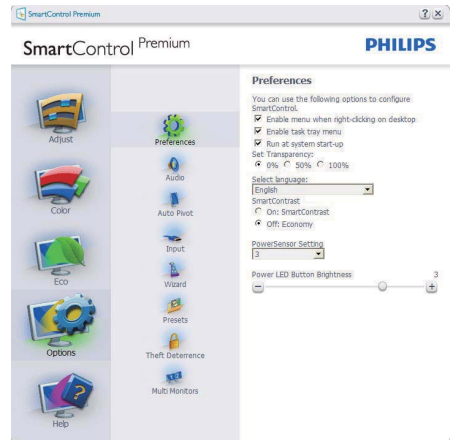 SmartControl Premium
SmartControl Premium
PHILIPS
Adjust
Color
Eco
Options
Help
Preferences
Audio
Auto Pivot
Input
Wizard
Presets
Theft Deterrence
Multi Monitors
Preferences
You can use the following options to configure
SmartControl.
Enable menu when right-clicking on desktop
Enable task tray menu
Run at system start-up
Set Transparency:
0% 50% 100%
Select language:
English
SmartContrast
On: SmartContrast
Off: Economy
PowerSensor Setting
3
Power LED Button Brightness 3